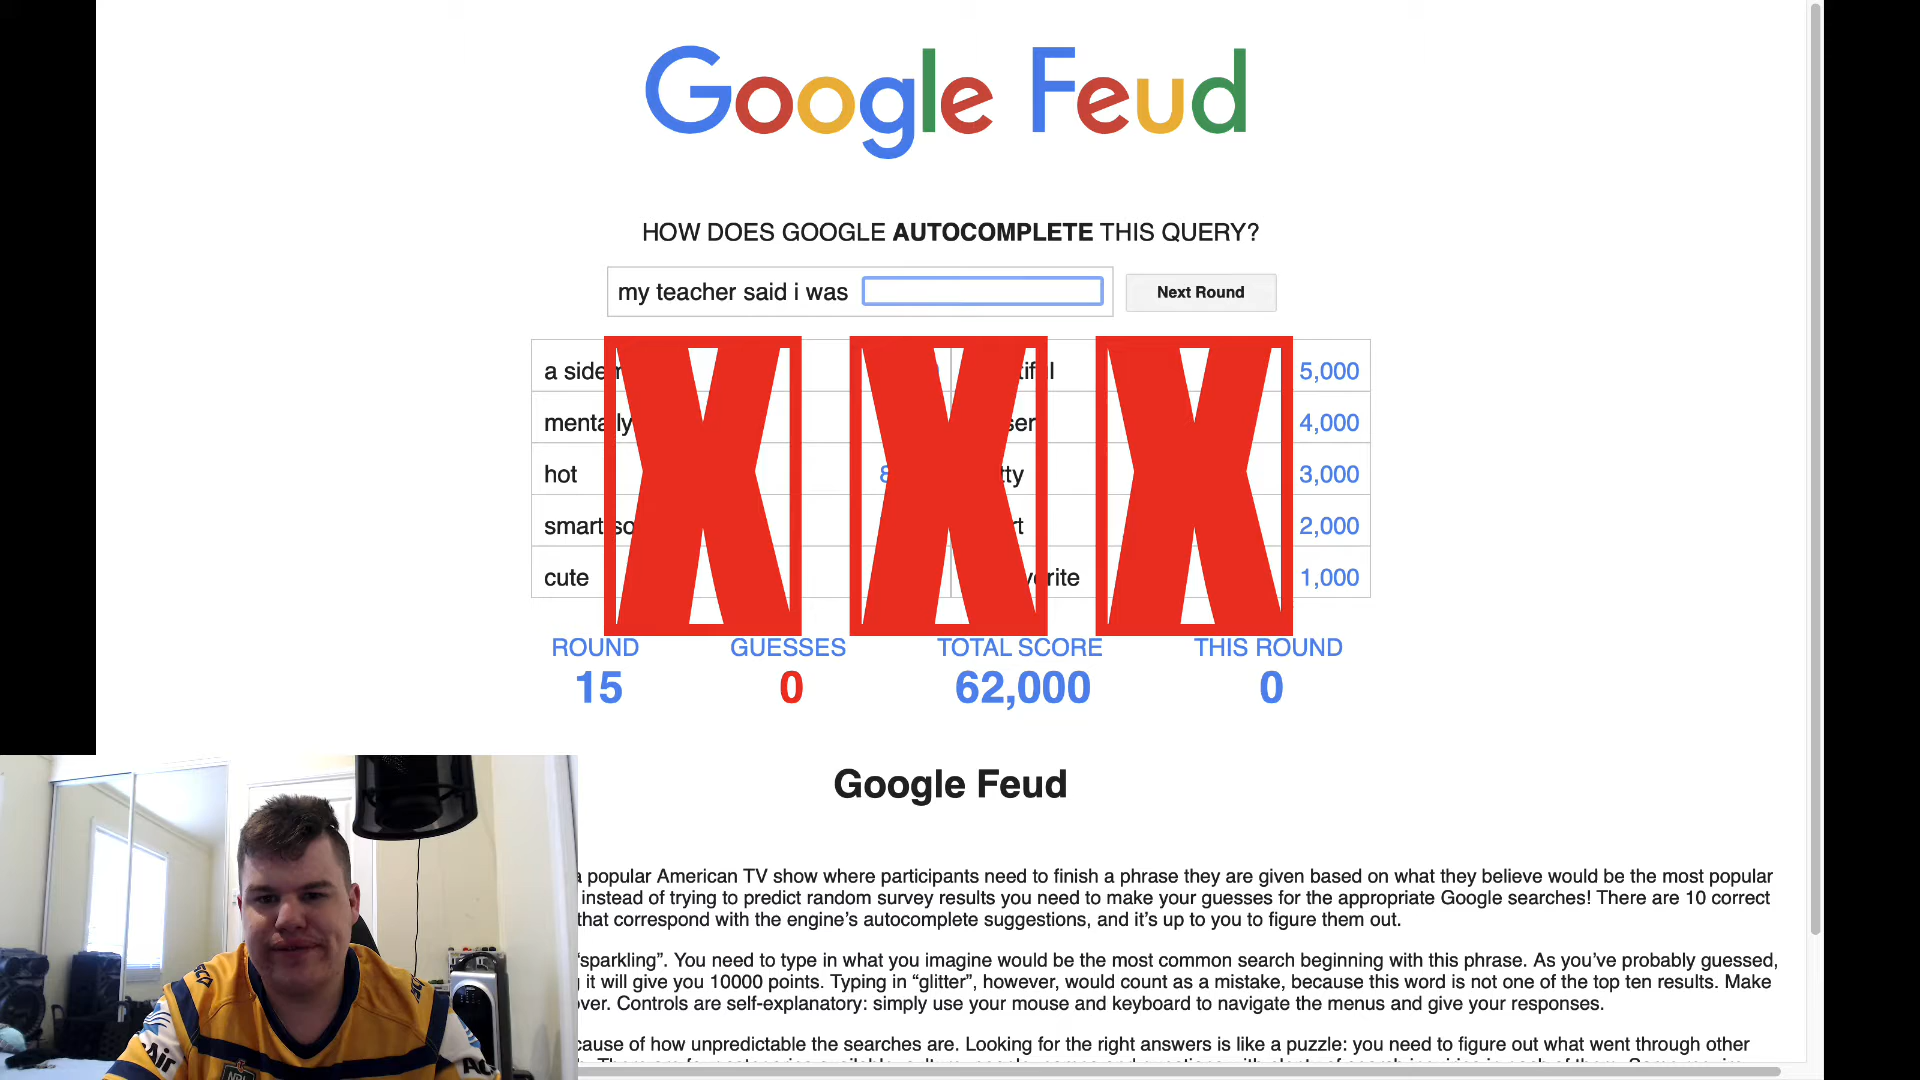 Google Feud
HOW DOES GOOGLE AUTOCOMPLETE THIS QUERY?
my teacher said i was
Next Round
a side
5,000
4,000
hot
3,000
smart so
2,000
cute
1,000
ROUND GUESSES TOTAL SCORE THIS ROUND
15 0 62,000 0
Google Feud
popular American TV show where participants need to finish a phrase they are given based on what they believe would be the most popular
instead of trying to predict random survey results you need to make your guesses for the appropriate Google searches! There are 10 correct
that correspond with the engine’s autocomplete suggestions, and it’s up to you to figure them out.
“sparkling”. You need to type in what you imagine would be the most common search beginning with this phrase. As you’ve probably guessed,
it will give you 10000 points. Typing in “glitter”, however, would count as a mistake, because this word is not one of the top ten results. Make
over. Controls are self-explanatory: simply use your mouse and keyboard to navigate the menus and give your responses.
cause of how unpredictable the searches are. Looking for the right answers is like a puzzle: you need to figure out what went through other
NRL